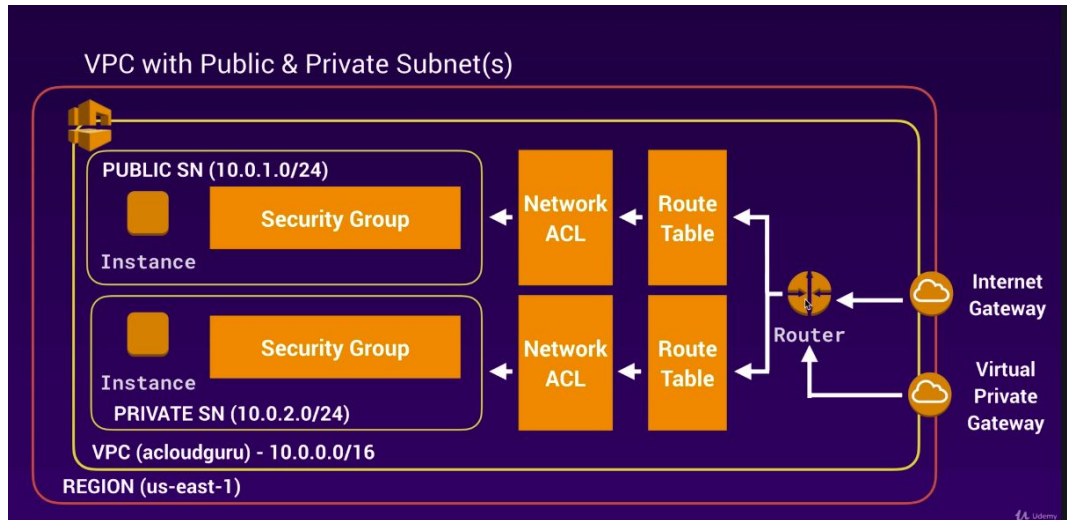 VPC with Public & Private Subnet(s)
PUBLIC SN (10.0.1.0/24)
Instance
Security Group
Network
ACL
Route
Table
Instance
Security Group
PRIVATE SN (10.0.2.0/24)
Network
ACL
Route
Table
Router
Internet
Gateway
Virtual
Private
Gateway
VPC (acloudguru) - 10.0.0.0/16
REGION (us-east-1)
Udemy